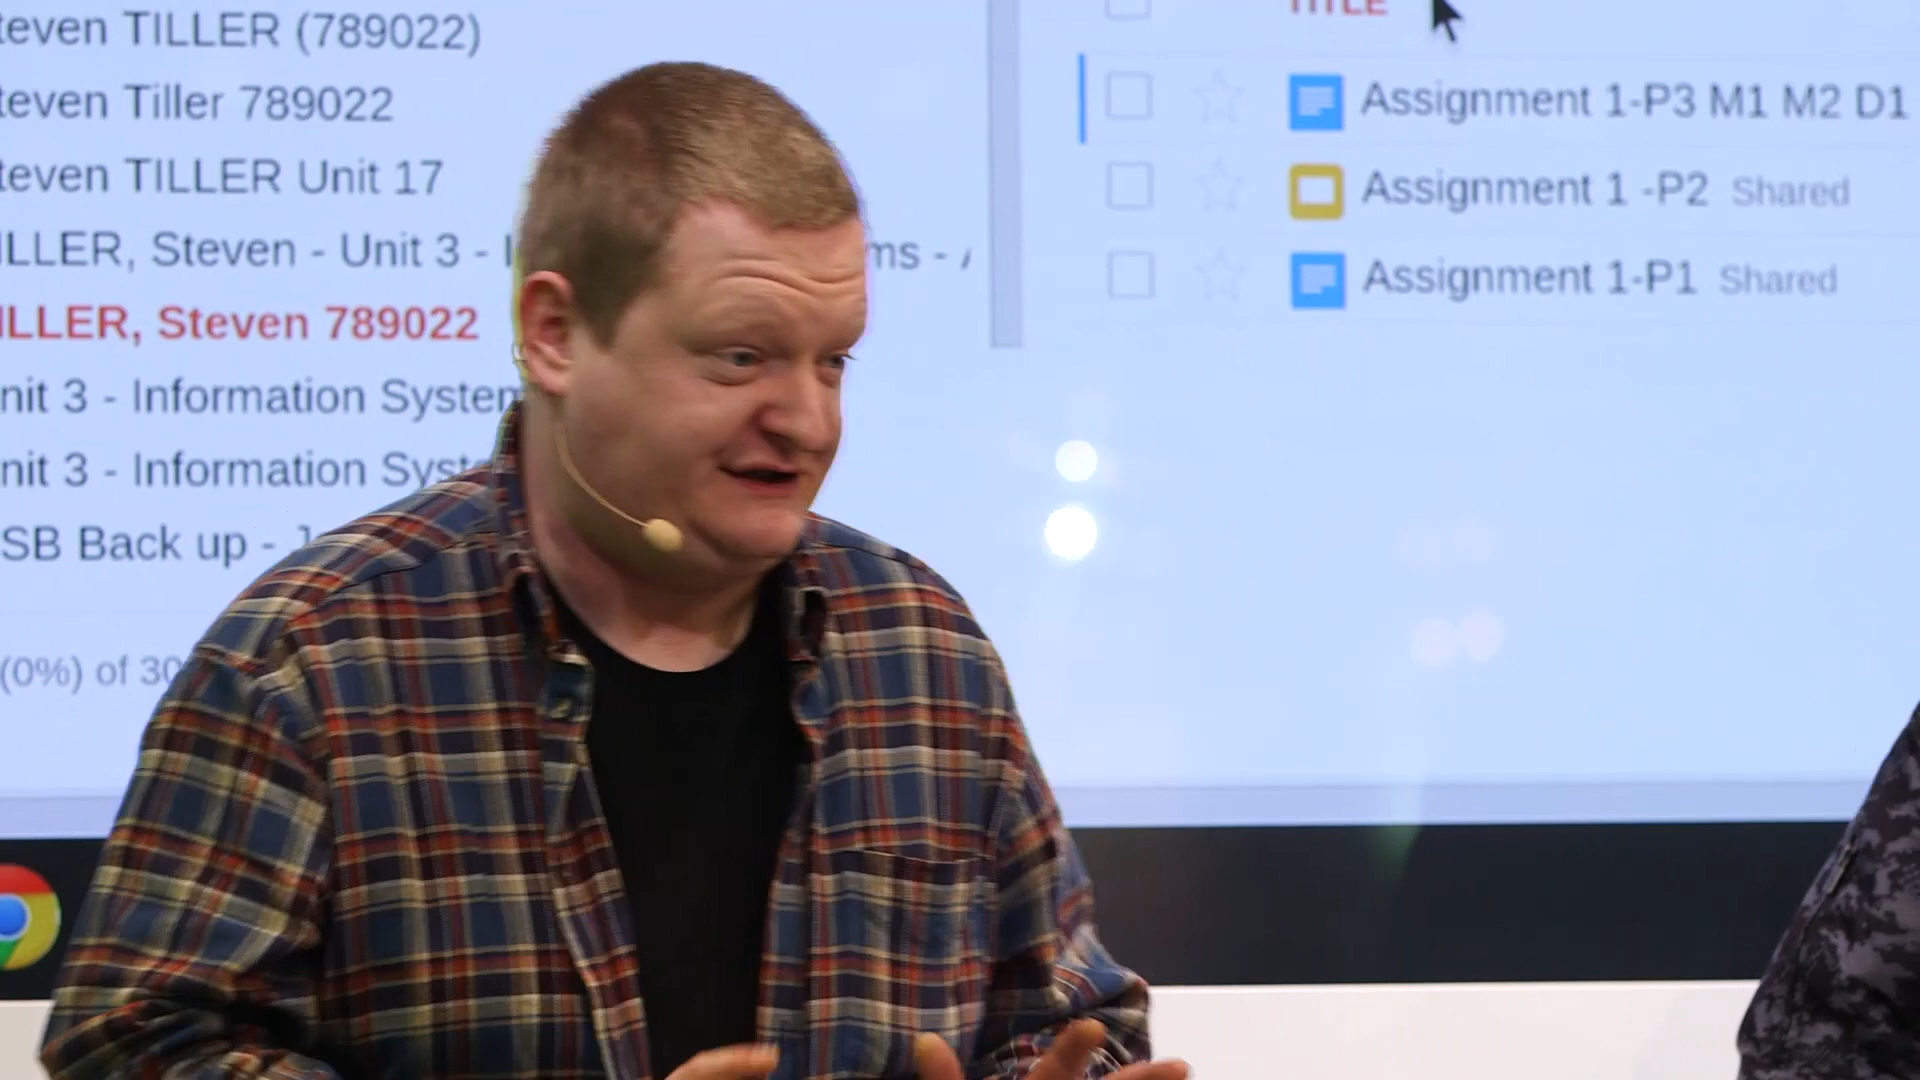 teven TILLER (789022)
teven Tiller 789022
teven TILLER Unit 17
ILLER, Steven - Unit 3 - I ms - A
ILLER, Steven 789022
nit 3 - Information System
nit 3 - Information Syste
SB Back up - J
(0%) of 30
TITLE
Assignment 1-P3 M1 M2 D1
Assignment 1 -P2 Shared
Assignment 1-P1 Shared